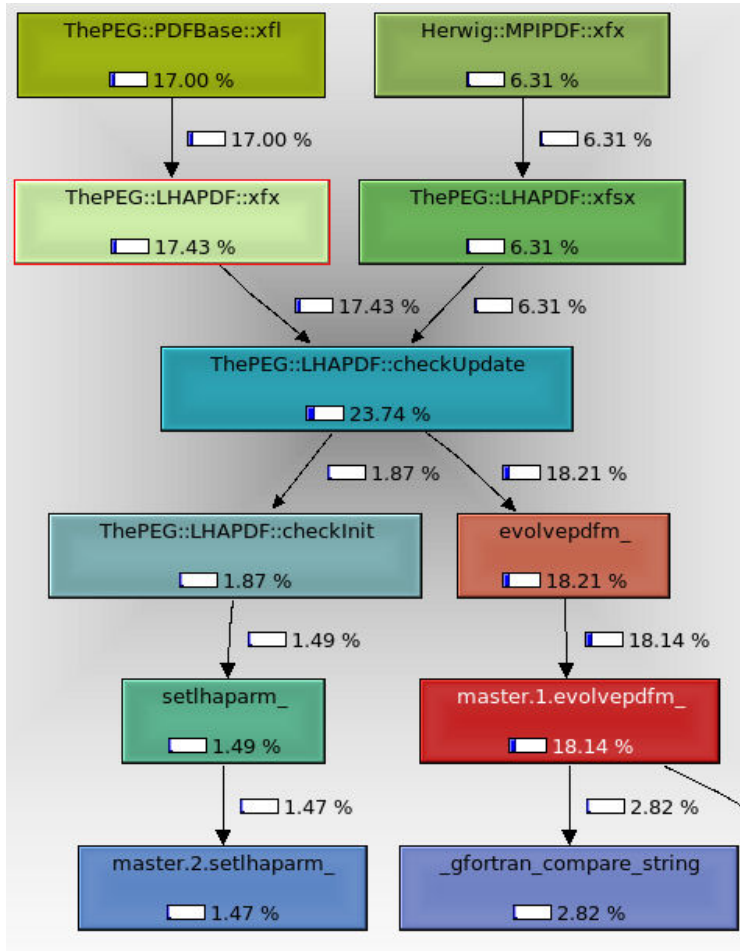 ThePEG::PDFBase::xfl
17.00 %
Herwig::MPIPDF::xfx
6.31 %
17.00 %
6.31 %
ThePEG::LHAPDF::xfx
17.43 %
ThePEG::LHAPDF::xfsx
6.31 %
17.43 %
6.31 %
ThePEG::LHAPDF::checkUpdate
23.74 %
1.87 %
18.21 %
ThePEG::LHAPDF::checkInit
1.87 %
evolvepdfm_
18.21 %
1.49 %
18.14 %
setlhaparm_
1.49 %
master.1.evolvepdfm_
18.14 %
1.47 %
2.82 %
master.2.setlhaparm_
1.47 %
_gfortran_compare_string
2.82 %